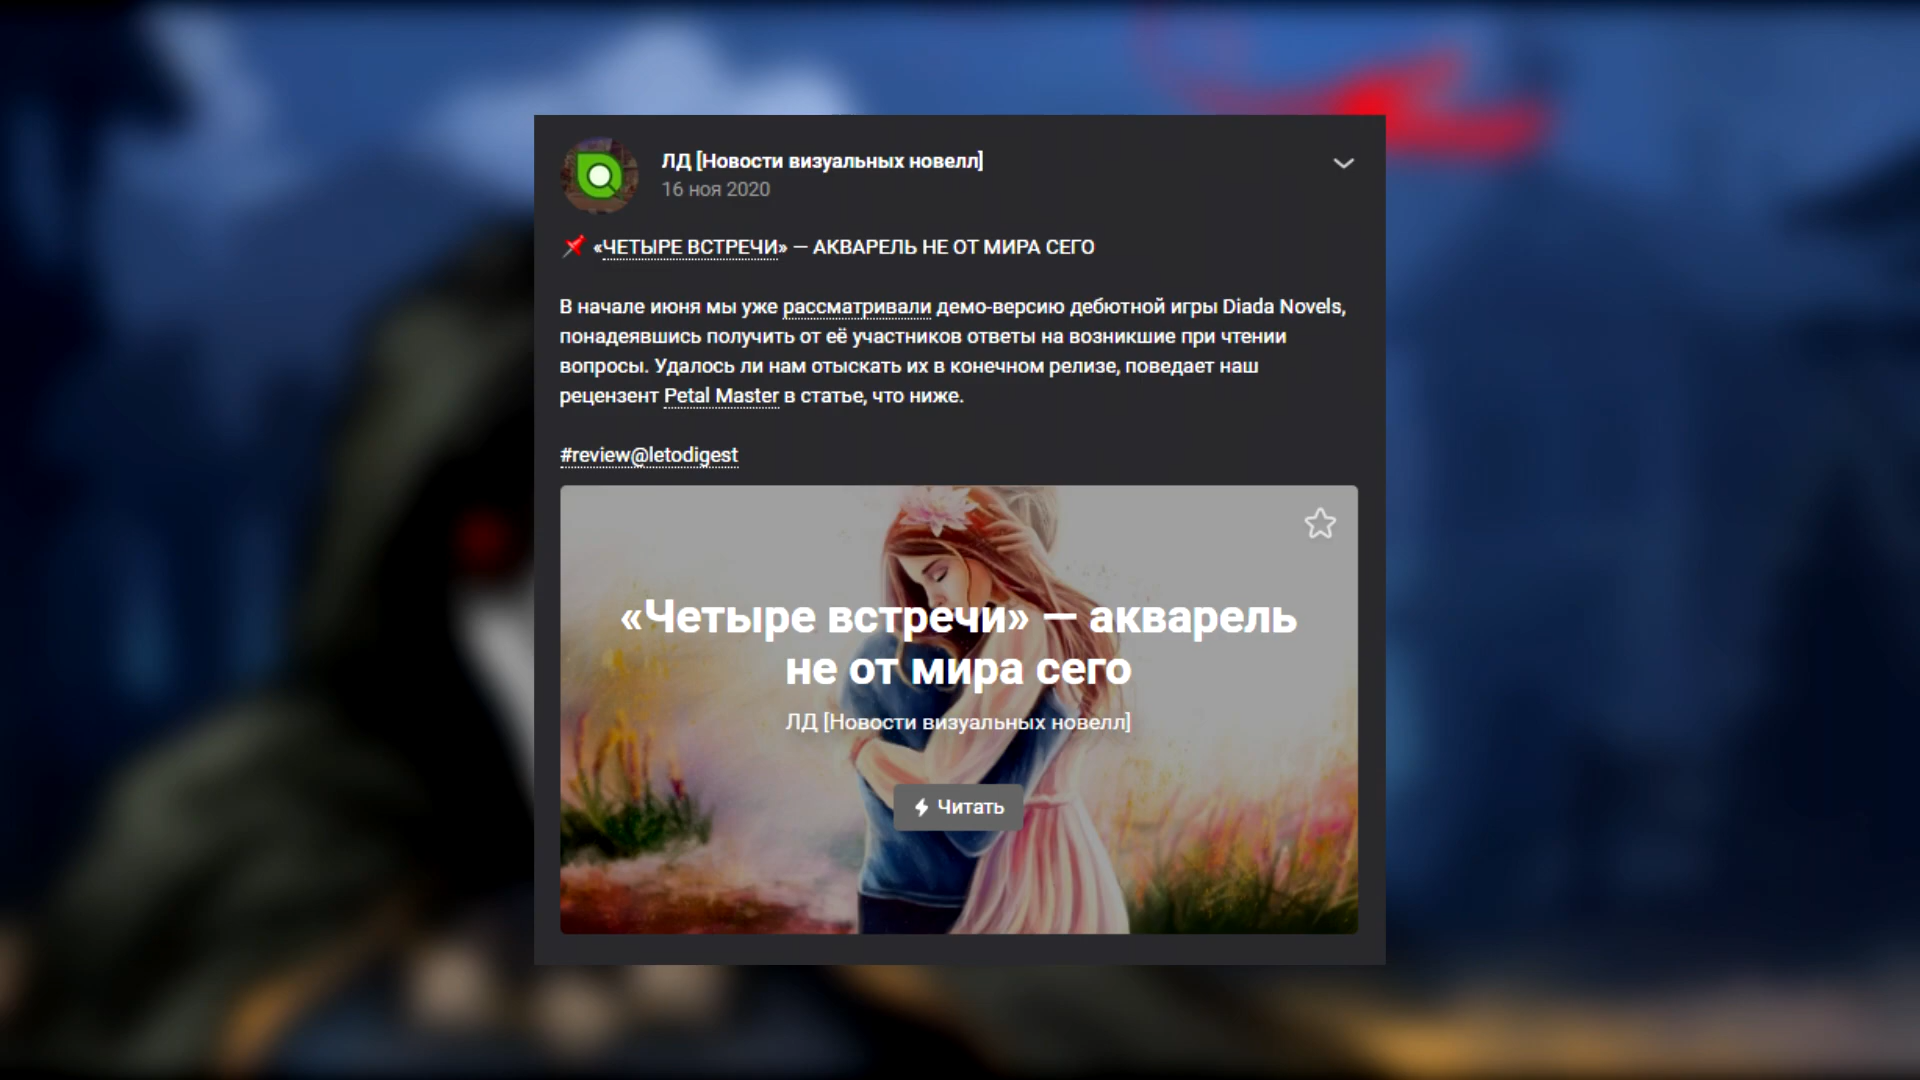 ЛД [Новости визуальных новелл]
16 ноя 2020
«ЧЕТЫРЕ ВСТРЕЧИ» — АКВАРЕЛЬ НЕ ОТ МИРА СЕГО
В начале июня мы уже рассматривали демо-версию дебютной игры Diada Novels,
понадеявшись получить от её участников ответы на возникшие при чтении
вопросы. Удалось ли нам отыскать их в конечном релизе, поведает наш
рецензент Petal Master в статье, что ниже.
#review@letodigest
«Четыре встречи» — акварель
не от мира сего
ЛД [Новости визуальных новелл]
Читать